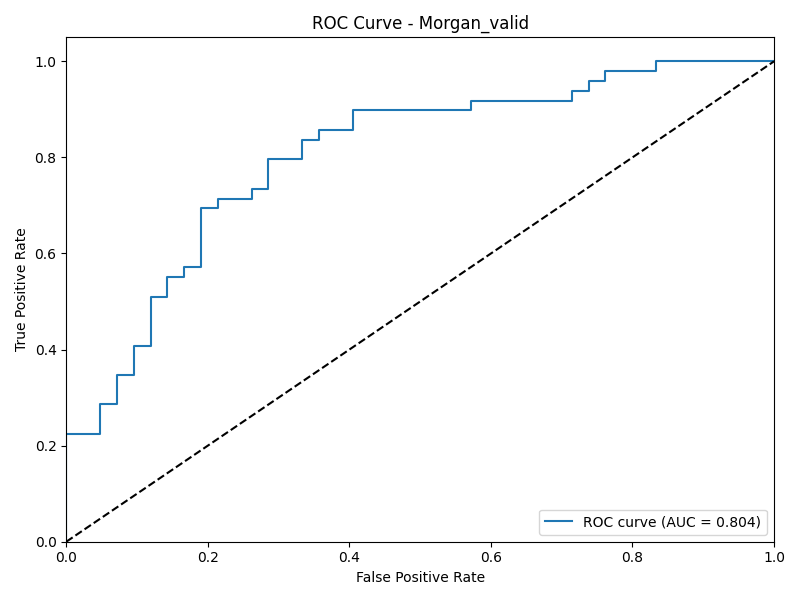 ROC Curve - Morgan_valid
True Positive Rate
1.0
0.8
0.6
0.4
0.2
0.0
0.0 0.2 0.4 0.6 0.8 1.0
False Positive Rate
ROC curve (AUC = 0.804)